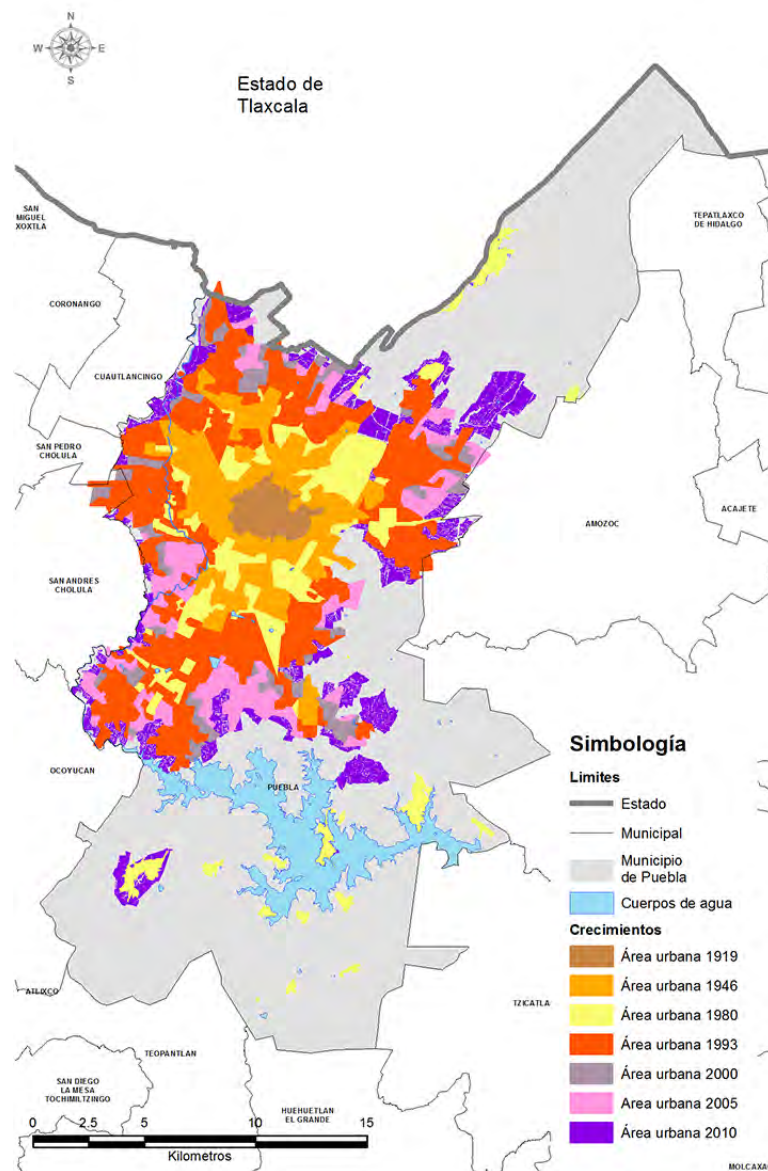 N
W E
S
Estado de
Tlaxcala
SAN
MIGUEL
XOXTLA
TEPATLAXCO
DE HIDALGO
CORONANGO
CUAUTLANCINGO
SAN PEDRO
CHOLULA
ACAJETE
AMOZOC
SAN ANDRES
CHOLULA
OCOYUCAN
PUEBLA
ATLIXCO
TZICATLA
TEOPANTLAN
SAN DIEGO
LA MESA
TOCHIMILTZINGO
HUEHUETLAN
EL GRANDE
MOLCAXA
0 2.5 5 10 15
Kilometros
Simbología
Limites
Estado
Municipal
Municipio
de Puebla
Cuerpos de agua
Crecimientos
Área urbana 1919
Área urbana 1946
Área urbana 1980
Área urbana 1993
Área urbana 2000
Área urbana 2005
Área urbana 2010